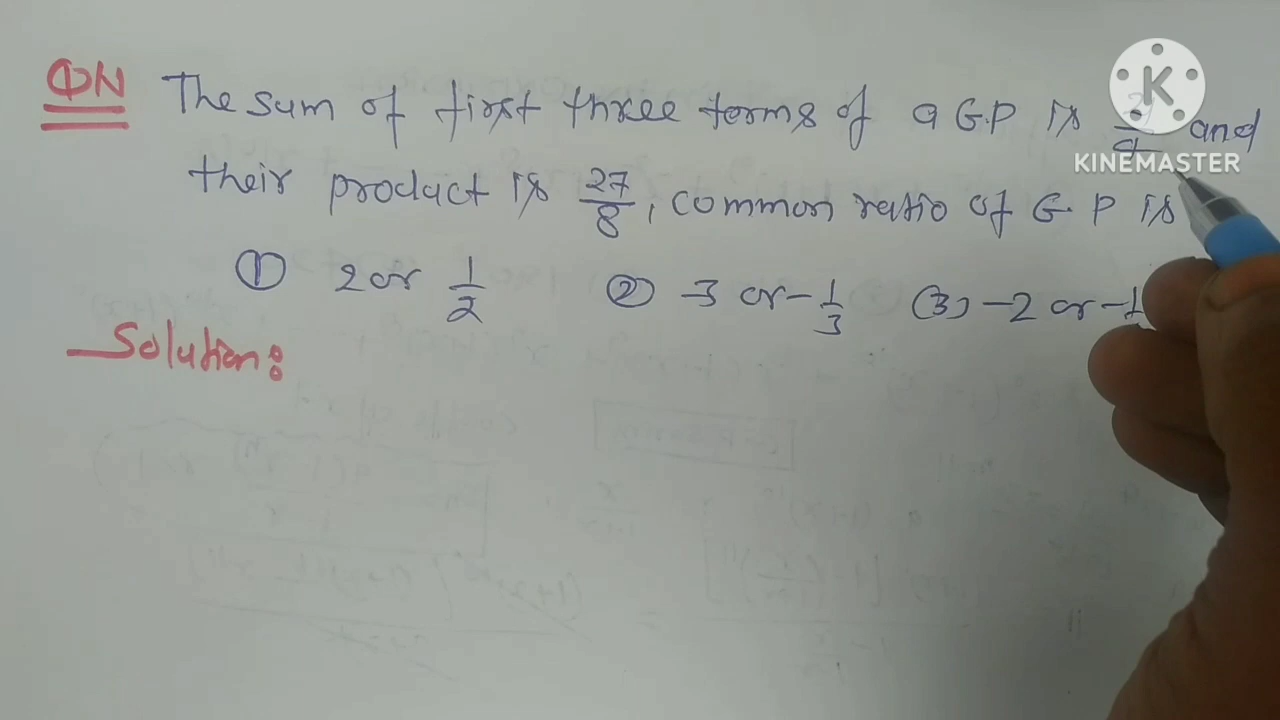 QN The sum of first three terms of a G.P is and
their product is 27/8, common ratio of G.P is
① 2 or 1/2 ② -3 or -1/3 (3) -2 or -1
Solution:
K
KINEMASTER